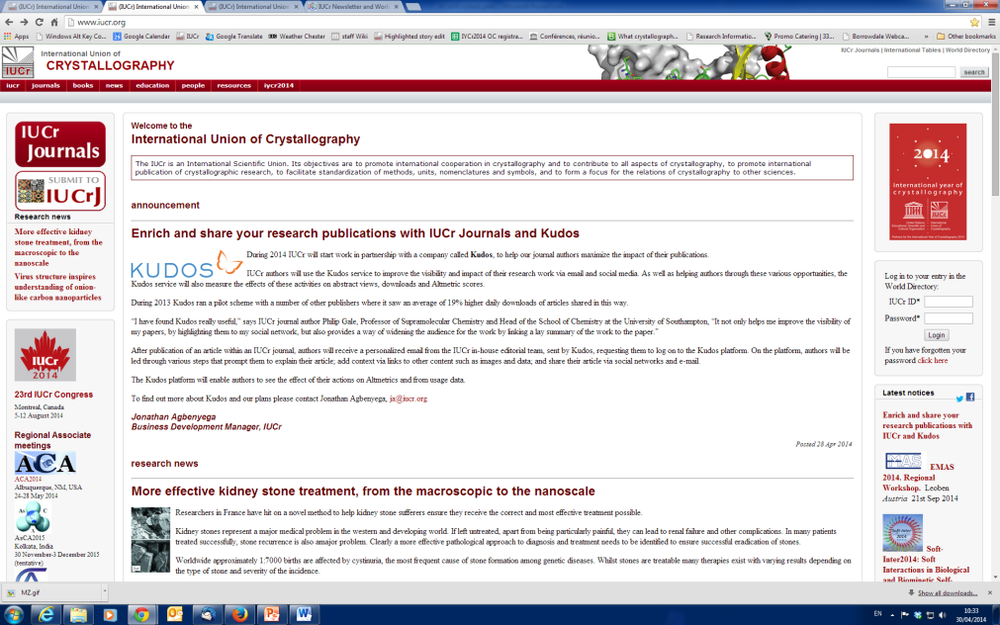 (IUCr) International Union
(IUCr) International Union
(IUCr) International Union
IUCr Newsletter and World
www.iucr.org
Apps
Windows Alt Key Co...
Google Calendar
IUCr
Google Translate
Weather Chester
staff Wiki
Highlighted story edit
IYCr2014 OC registra...
Conférences, réunio...
What crystallograph...
Research Informatio...
Promo Catering | 33...
Borrowdale Webca...
Other bookmarks
International Union of
CRYSTALLOGRAPHY
IUCr
IUCr Journals | International Tables | World Directory
search
iucr journals books news education people resources iycr2014
IUCr
Journals
SUBMIT TO
IUCrJ
Research news
More effective kidney
stone treatment, from the
macroscopic to the
nanoscale
Virus structure inspires
understanding of onion-
like carbon nanoparticles
IUCr
2014
23rd IUCr Congress
Montreal, Canada
5-12 August 2014
Regional Associate
meetings
ACA
ACA2014
Albuquerque, NM, USA
24-28 May 2014
AsCA2015
Kolkata, India
30 November-3 December 2015
(tentative)
Welcome to the
International Union of Crystallography
The IUCr is an International Scientific Union. Its objectives are to promote international cooperation in crystallography and to contribute to all aspects of crystallography, to promote international
publication of crystallographic research, to facilitate standardization of methods, units, nomenclatures and symbols, and to form a focus for the relations of crystallography to other sciences.
announcement
Enrich and share your research publications with IUCr Journals and Kudos
KUDOS
During 2014 IUCr will start work in partnership with a company called Kudos, to help our journal authors maximize the impact of their publications.
IUCr authors will use the Kudos service to improve the visibility and impact of their research work via email and social media. As well as helping authors through these various opportunities, the
Kudos service will also measure the effects of these activities on abstract views, downloads and Altmetric scores.
During 2013 Kudos ran a pilot scheme with a number of other publishers where it saw an average of 19% higher daily downloads of articles shared in this way.
"I have found Kudos really useful," says IUCr journal author Philip Gale, Professor of Supramolecular Chemistry and Head of the School of Chemistry at the University of Southampton, "It not only helps me improve the visibility of
my papers, by highlighting them to my social network, but also provides a way of widening the audience for the work by linking a lay summary of the work to the paper."
After publication of an article within an IUCr journal, authors will receive a personalized email from the IUCr in-house editorial team, sent by Kudos, requesting them to log on to the Kudos platform. On the platform, authors will be
led through various steps that prompt them to explain their article; add context via links to other content such as images and data; and share their article via social networks and e-mail.
The Kudos platform will enable authors to see the effect of their actions on Altmetrics and from usage data.
To find out more about Kudos and our plans please contact Jonathan Agbenyega, ja@iucr.org
Jonathan Agbenyega
Business Development Manager, IUCr
Posted 28 Apr 2014
research news
More effective kidney stone treatment, from the macroscopic to the nanoscale
Researchers in France have hit on a novel method to help kidney stone sufferers ensure they receive the correct and most effective treatment possible.
Kidney stones represent a major medical problem in the western and developing world. If left untreated, apart from being particularly painful, they can lead to renal failure and other complications. In many patients
treated successfully, stone recurrence is also amajor problem. Clearly a more effective pathological approach to diagnosis and treatment needs to be identified to ensure successful eradication of stones.
Worldwide approximately 1:7000 births are affected by cystinuria, the most frequent cause of stone formation among genetic diseases. Whilst stones are treatable many therapies exist with varying results depending on
the type of stone and severity of the incidence.
2014
international year of
crystallography
Log in to your entry in the
World Directory:
IUCr ID*
Password*
Login
If you have forgotten your
password click here
Latest notices
Enrich and share your
research publications with
IUCr and Kudos
EMAS
EMAS
2014. Regional
Workshop. Leoben
Austria 21st Sep 2014
Soft-Inter
2014
Soft-
Inter2014: Soft
Interactions in Biological
and Biomimetic Self-
MZ.gif
Show all downloads...
EN
10:33
30/04/2014